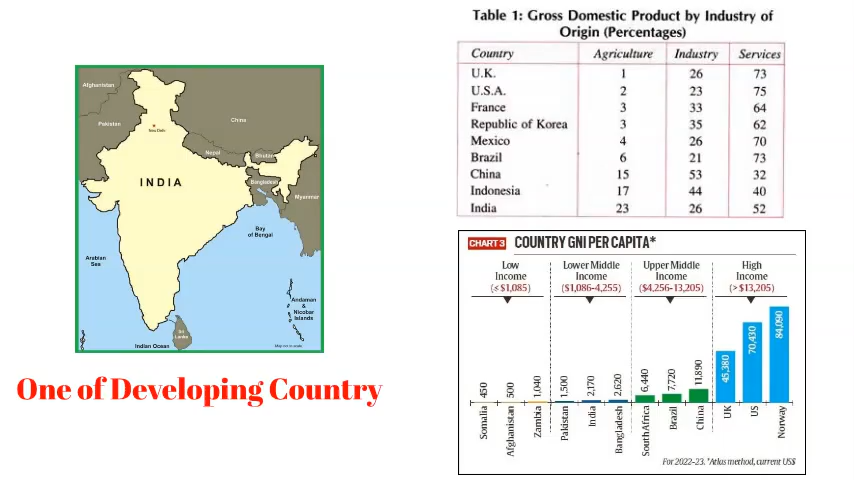 Afghanistan
Pakistan
New Delhi
China
Nepal
Bhutan
INDIA
Bangladesh
Myanmar
Arabian
Sea
Bay
of Bengal
Andaman
&
Nicobar
Islands
Sri
Lanka
Indian Ocean
Map not to scale
One of Developing Country
Table 1: Gross Domestic Product by Industry of
Origin (Percentages)
Country Agriculture Industry Services
U.K. 1 26 73
U.S.A. 2 23 75
France 3 33 64
Republic of Korea 3 35 62
Mexico 4 26 70
Brazil 6 21 73
China 15 53 32
Indonesia 17 44 40
India 23 26 52
CHART 3 COUNTRY GNI PER CAPITA*
Low Lower Middle Upper Middle High
Income Income Income Income
(≤$1,085) ($1,086-4,255) ($4,256-13,205) (>$13,205)
450 500 1,040 1,500 2,170 2,620 6,440 7,720 11,890 45,380 70,430 84,090
Somalia Afghanistan Zambia Pakistan India Bangladesh South Africa Brazil China UK US Norway
For 2022-23. *Atlas method, current US$